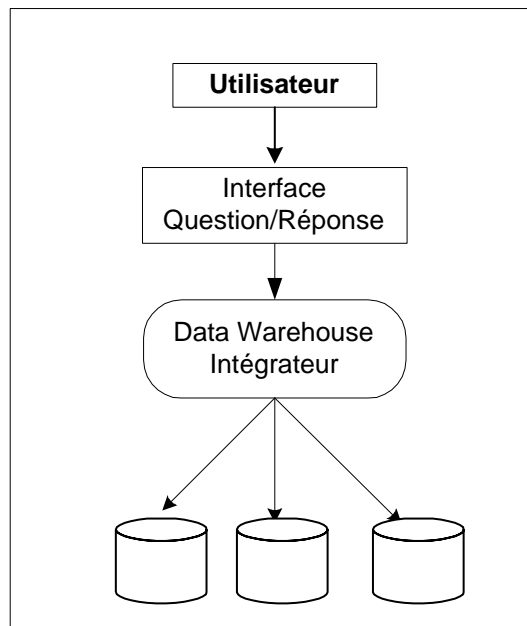 Utilisateur
Interface
Question/Réponse
Data Warehouse
Intégrateur